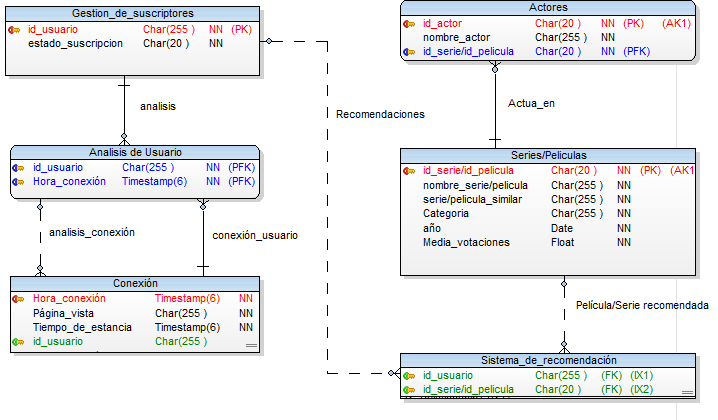 Gestion_de_suscriptores
id_usuario Char(255 ) NN (PK)
estado_suscripcion Char(20 ) NN
Actores
id_actor Char(20 ) NN (PK) (AK1)
nombre_actor Char(255 ) NN
id_serie/id_pelicula Char(20 ) NN (PFK)
analisis
Recomendaciones
Actua_en
Analisis de Usuario
id_usuario Char(255 ) NN (PFK)
Hora_conexión Timestamp(6) NN (PFK)
Series/Peliculas
id_serie/id_pelicula Char(20 ) NN (PK) (AK1
nombre_serie/pelicula Char(255 ) NN
serie/pelicula_similar Char(255 ) NN
Categoria Char(255 ) NN
año Date NN
Media_votaciones Float NN
analisis_conexión
conexión_usuario
Conexión
Hora_conexión Timestamp(6) NN
Página_vista Char(255 ) NN
Tiempo_de_estancia Timestamp(6) NN
id_usuario Char(255 )
Película/Serie recomendada
Sistema_de_recomendación
id_usuario Char(255 ) (FK) (IX1)
id_serie/id_pelicula Char(20 ) (FK) (IX2)